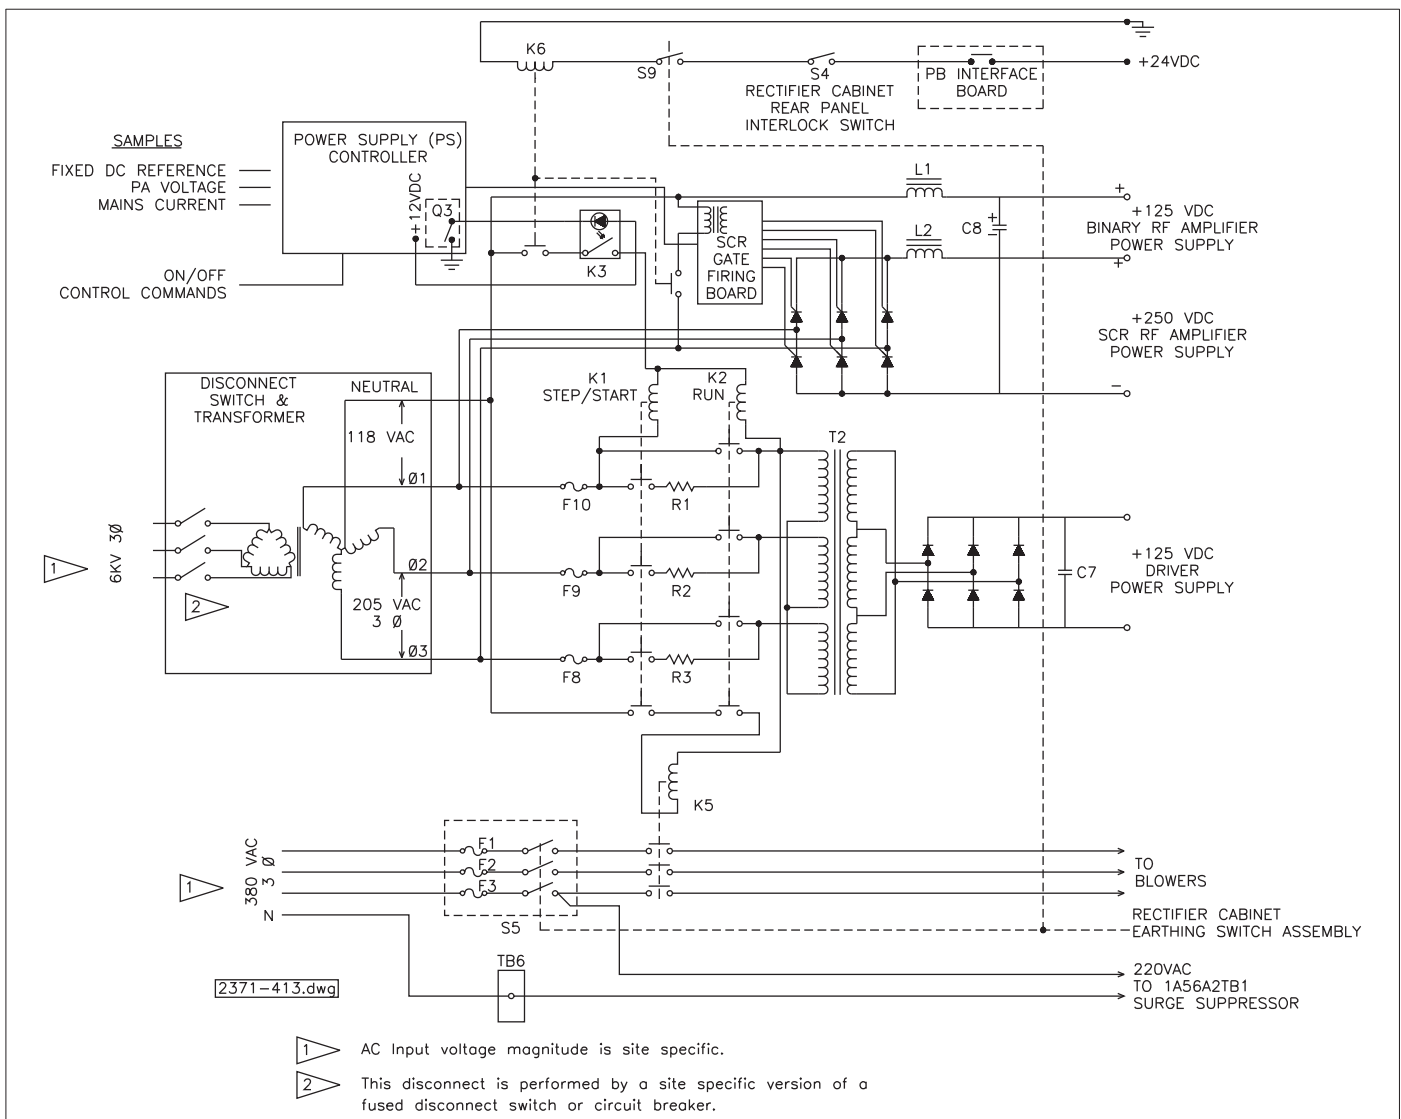 K6
S9
S4
RECTIFIER CABINET
REAR PANEL
INTERLOCK SWITCH
PB INTERFACE
BOARD
+24VDC
SAMPLES
FIXED DC REFERENCE
PA VOLTAGE
MAINS CURRENT
POWER SUPPLY (PS)
CONTROLLER
+12VDC
Q3
ON/OFF
CONTROL COMMANDS
K3
SCR
GATE
FIRING
BOARD
L1
L2
C8
+
+
+125 VDC
BINARY RF AMPLIFIER
POWER SUPPLY
+
+250 VDC
SCR RF AMPLIFIER
POWER SUPPLY
–
DISCONNECT
SWITCH &
TRANSFORMER
NEUTRAL
118 VAC
Ø1
Ø2
205 VAC
3 Ø
Ø3
1
6KV 3Ø
2
K1
STEP/START
K2
RUN
F10
R1
F9
R2
F8
R3
T2
C7
+125 VDC
DRIVER
POWER SUPPLY
K5
1
380 VAC
3 Ø
N
F1
F2
F3
S5
TO
BLOWERS
RECTIFIER CABINET
EARTHING SWITCH ASSEMBLY
TB6
220VAC
TO 1A56A2TB1
SURGE SUPPRESSOR
2371-413.dwg
1 AC Input voltage magnitude is site specific.
2 This disconnect is performed by a site specific version of a
fused disconnect switch or circuit breaker.